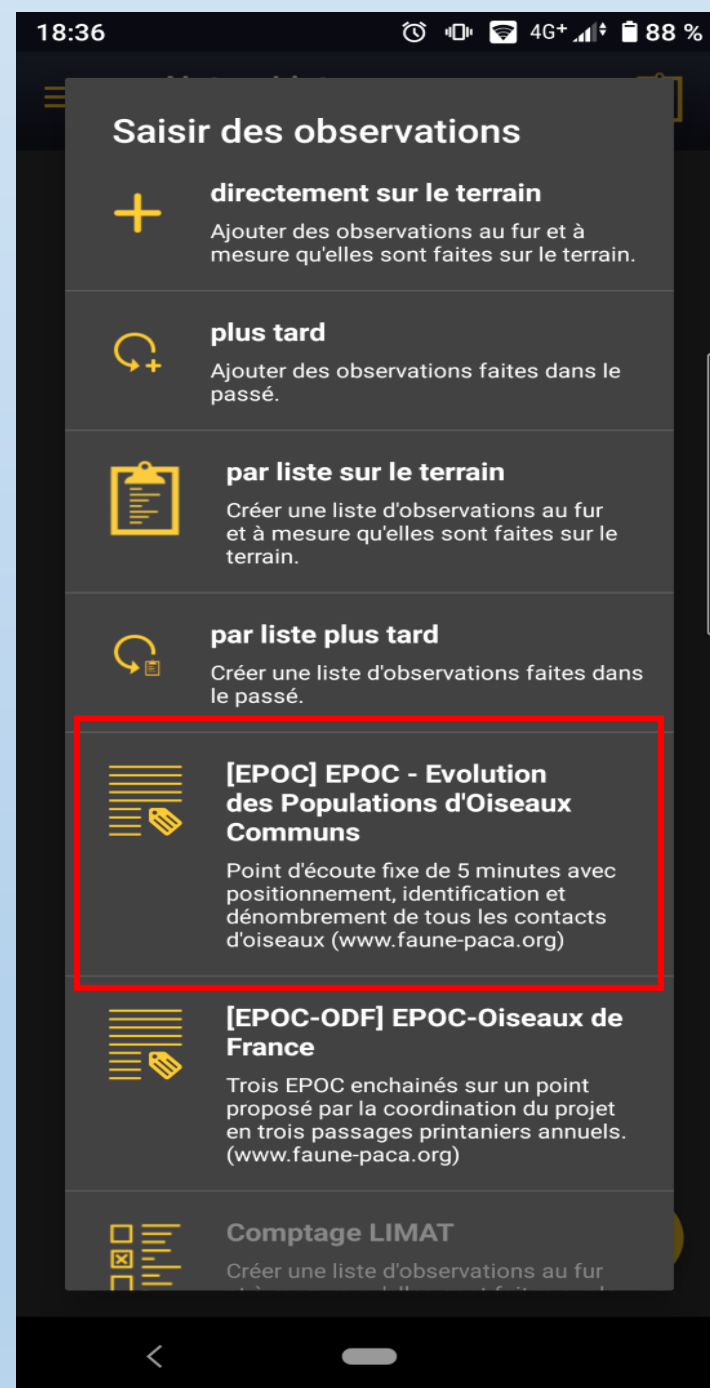 18:36 4G+ 88 %
Saisir des observations
directement sur le terrain
Ajouter des observations au fur et à
mesure qu'elles sont faites sur le terrain.
plus tard
Ajouter des observations faites dans le
passé.
par liste sur le terrain
Créer une liste d'observations au fur
et à mesure qu'elles sont faites sur le
terrain.
par liste plus tard
Créer une liste d'observations faites dans
le passé.
[EPOC] EPOC - Evolution
des Populations d'Oiseaux
Communs
Point d'écoute fixe de 5 minutes avec
positionnement, identification et
dénombrement de tous les contacts
d'oiseaux (www.faune-paca.org)
[EPOC-ODF] EPOC-Oiseaux de
France
Trois EPOC enchainés sur un point
proposé par la coordination du projet
en trois passages printaniers annuels.
(www.faune-paca.org)
Comptage LIMAT
Créer une liste d'observations au fur